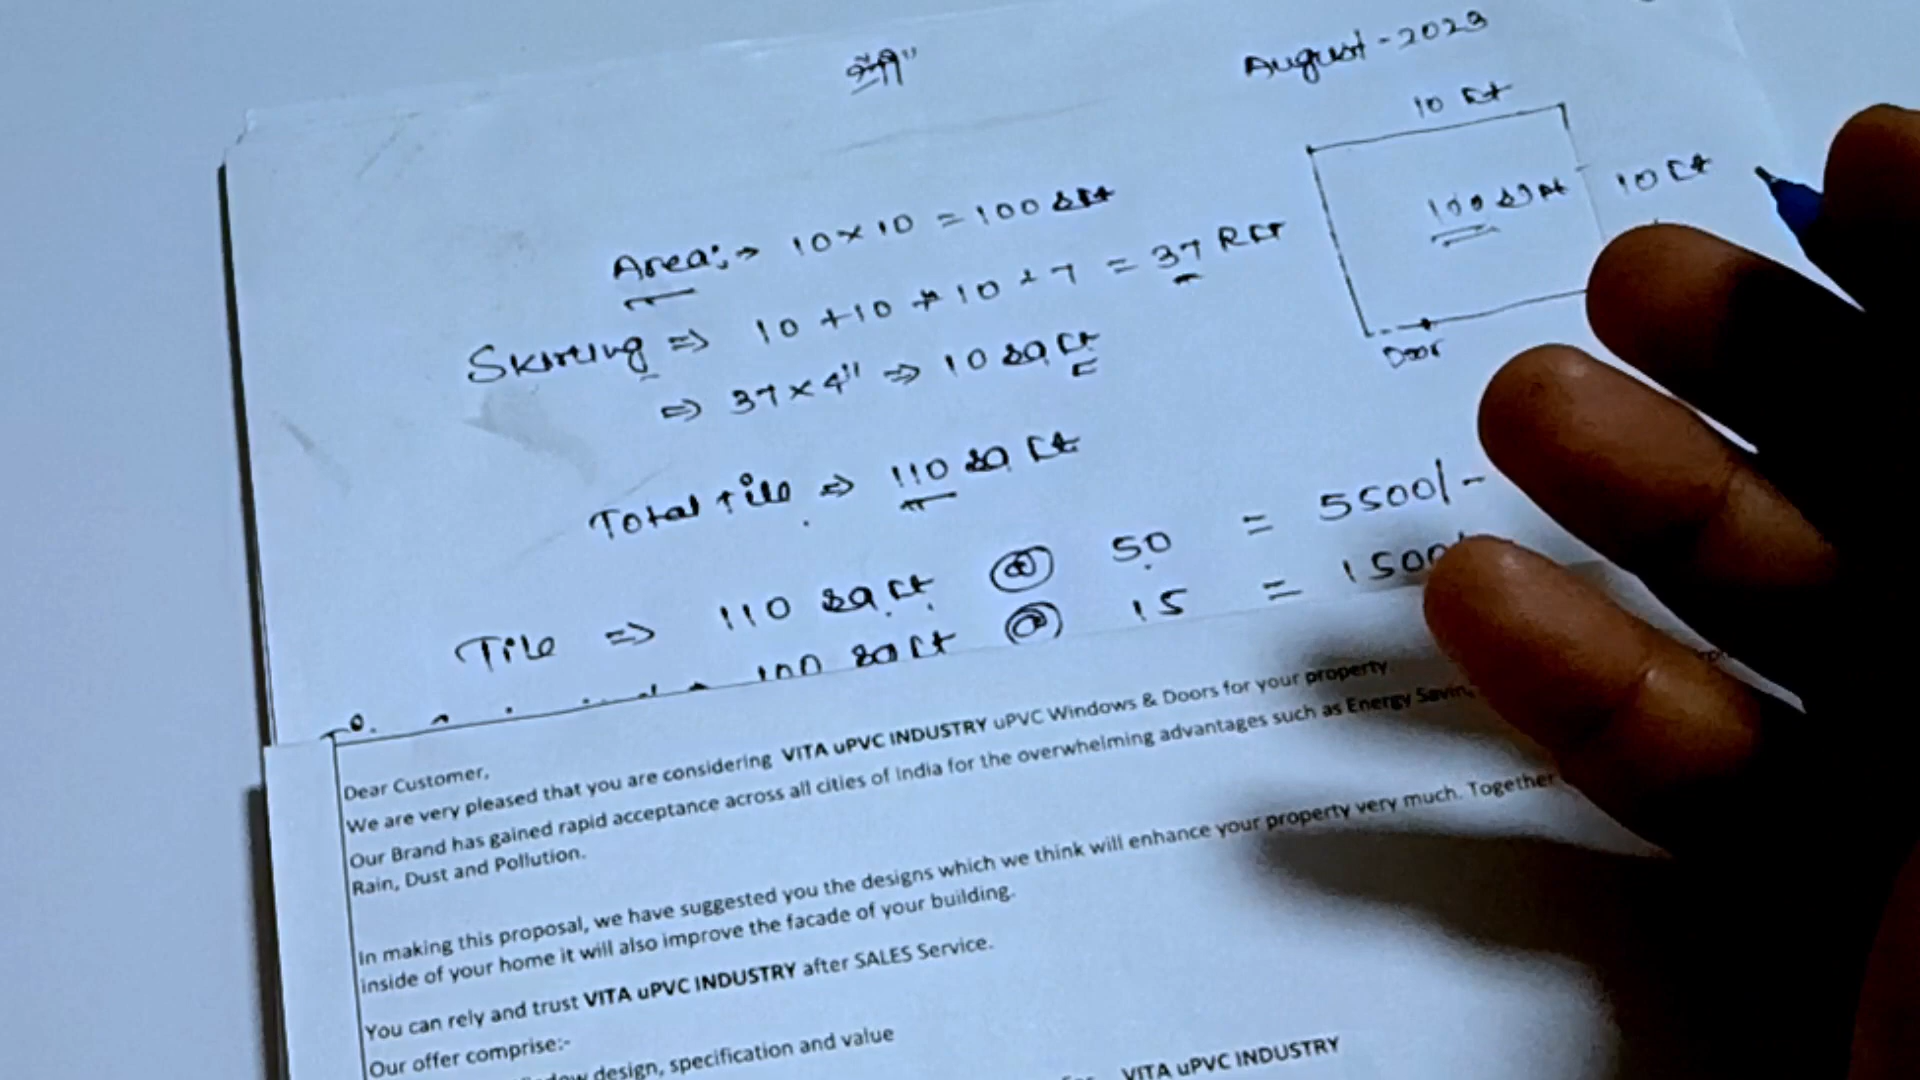 August - 2023
10 ft
Area :→ 10 × 10 = 100 sft
100 sqft
10 ft
Skirting ⇒ 10 + 10 + 10 + 7 = 37 Rft
⇒ 37 × 4" ⇒ 10 sq ft
Door
Total tile ⇒ 110 sq ft
Tile ⇒ 110 sq ft @ 50 = 5500/-
100 sq ft @ 15 = 1500
Dear Customer,
We are very pleased that you are considering VITA uPVC INDUSTRY uPVC Windows & Doors for your property
Our Brand has gained rapid acceptance across all cities of India for the overwhelming advantages such as Energy
Rain, Dust and Pollution.
In making this proposal, we have suggested you the designs which we think will enhance your property very much. Together
inside of your home it will also improve the facade of your building.
You can rely and trust VITA uPVC INDUSTRY after SALES Service.
Our offer comprise:-
design, specification and value
VITA uPVC INDUSTRY